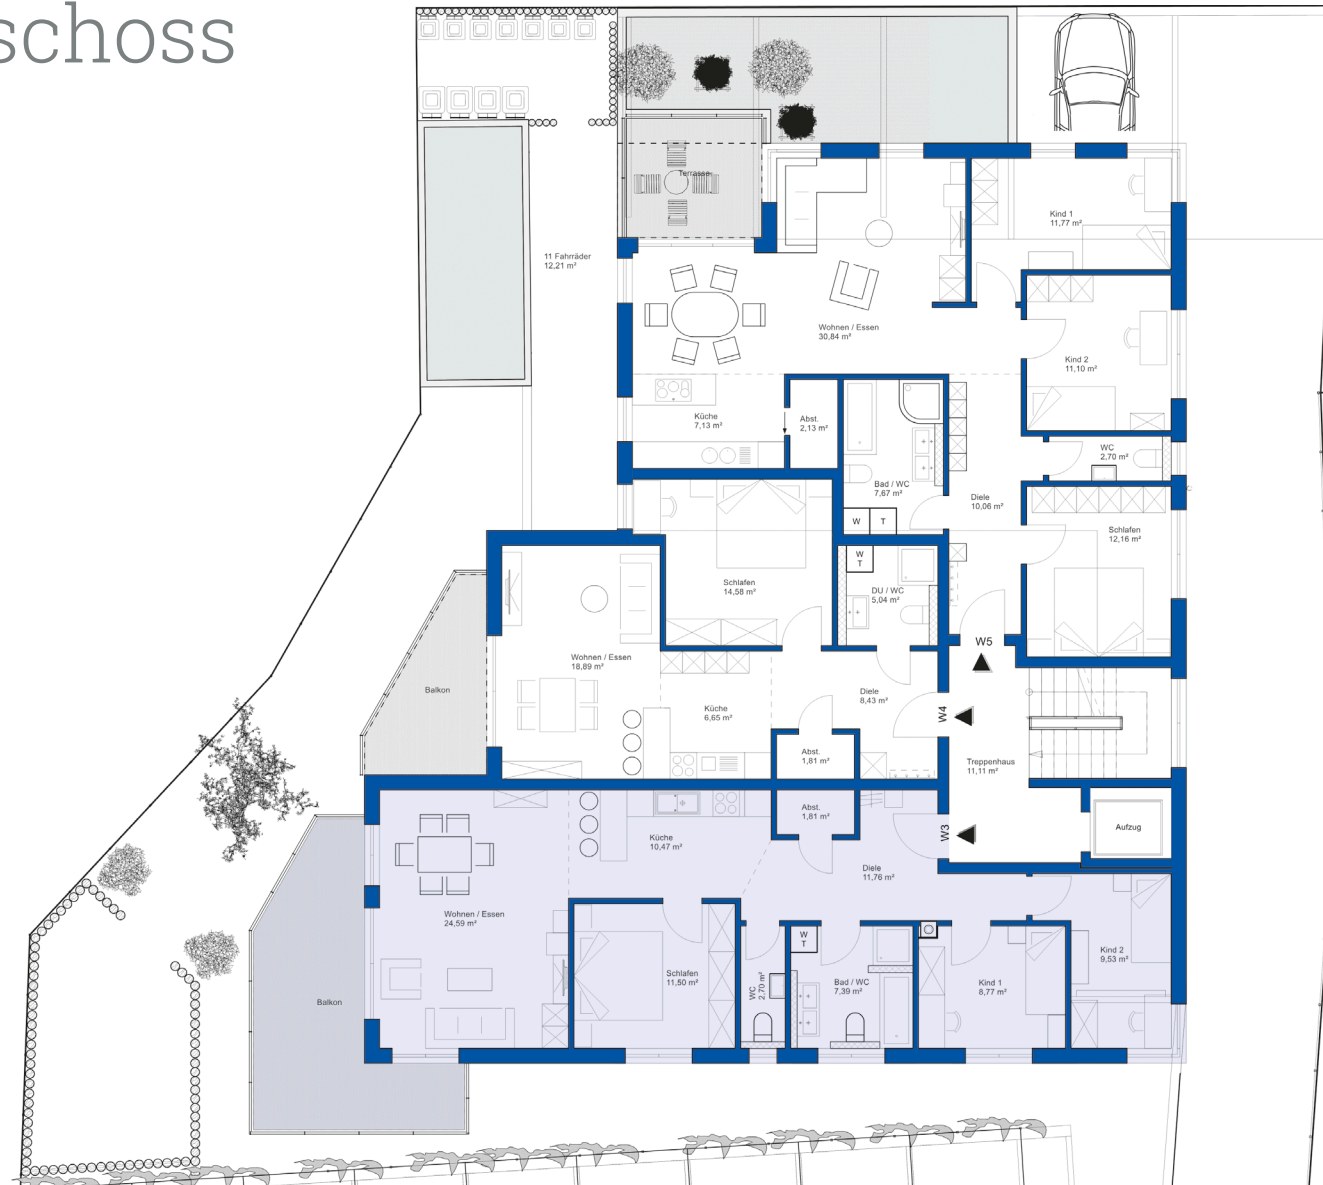 schoss
Terrasse
Kind 1
11,77 m²
11 Fahrräder
12,21 m²
Wohnen / Essen
30,84 m²
Kind 2
11,10 m²
Küche
7,13 m²
Abst.
2,13 m²
WC
2,70 m²
Bad / WC
7,67 m²
Diele
10,06 m²
W
T
Schlafen
12,16 m²
W
T
Schlafen
14,58 m²
DU / WC
5,04 m²
W5
Wohnen / Essen
18,89 m²
Balkon
Diele
8,43 m²
Küche
6,65 m²
W4
Abst.
1,81 m²
Treppenhaus
11,11 m²
Abst.
1,81 m²
Küche
10,47 m²
W3
Aufzug
Diele
11,76 m²
Wohnen / Essen
24,59 m²
W
T
Kind 2
9,53 m²
Schlafen
11,50 m²
WC
2,70 m²
Bad / WC
7,39 m²
Kind 1
8,77 m²
Balkon